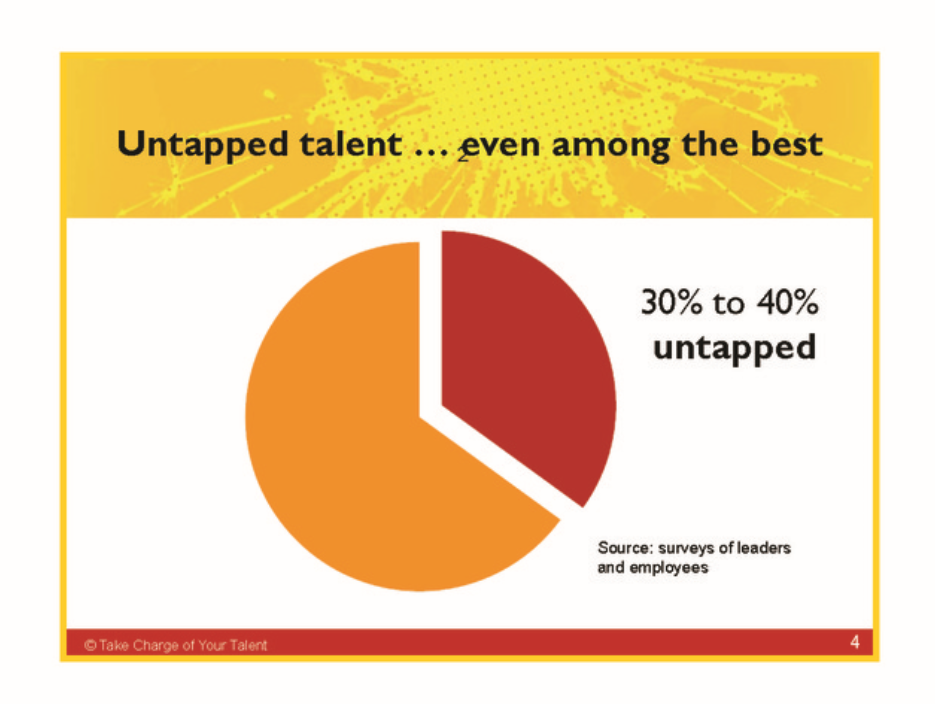 Untapped talent … even among the best
2
30% to 40%
untapped
Source: surveys of leaders
and employees
© Take Charge of Your Talent
4